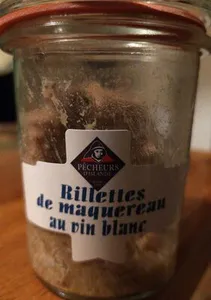 PÊCHEURS
Rillettes
de maquereau
au vin blanc